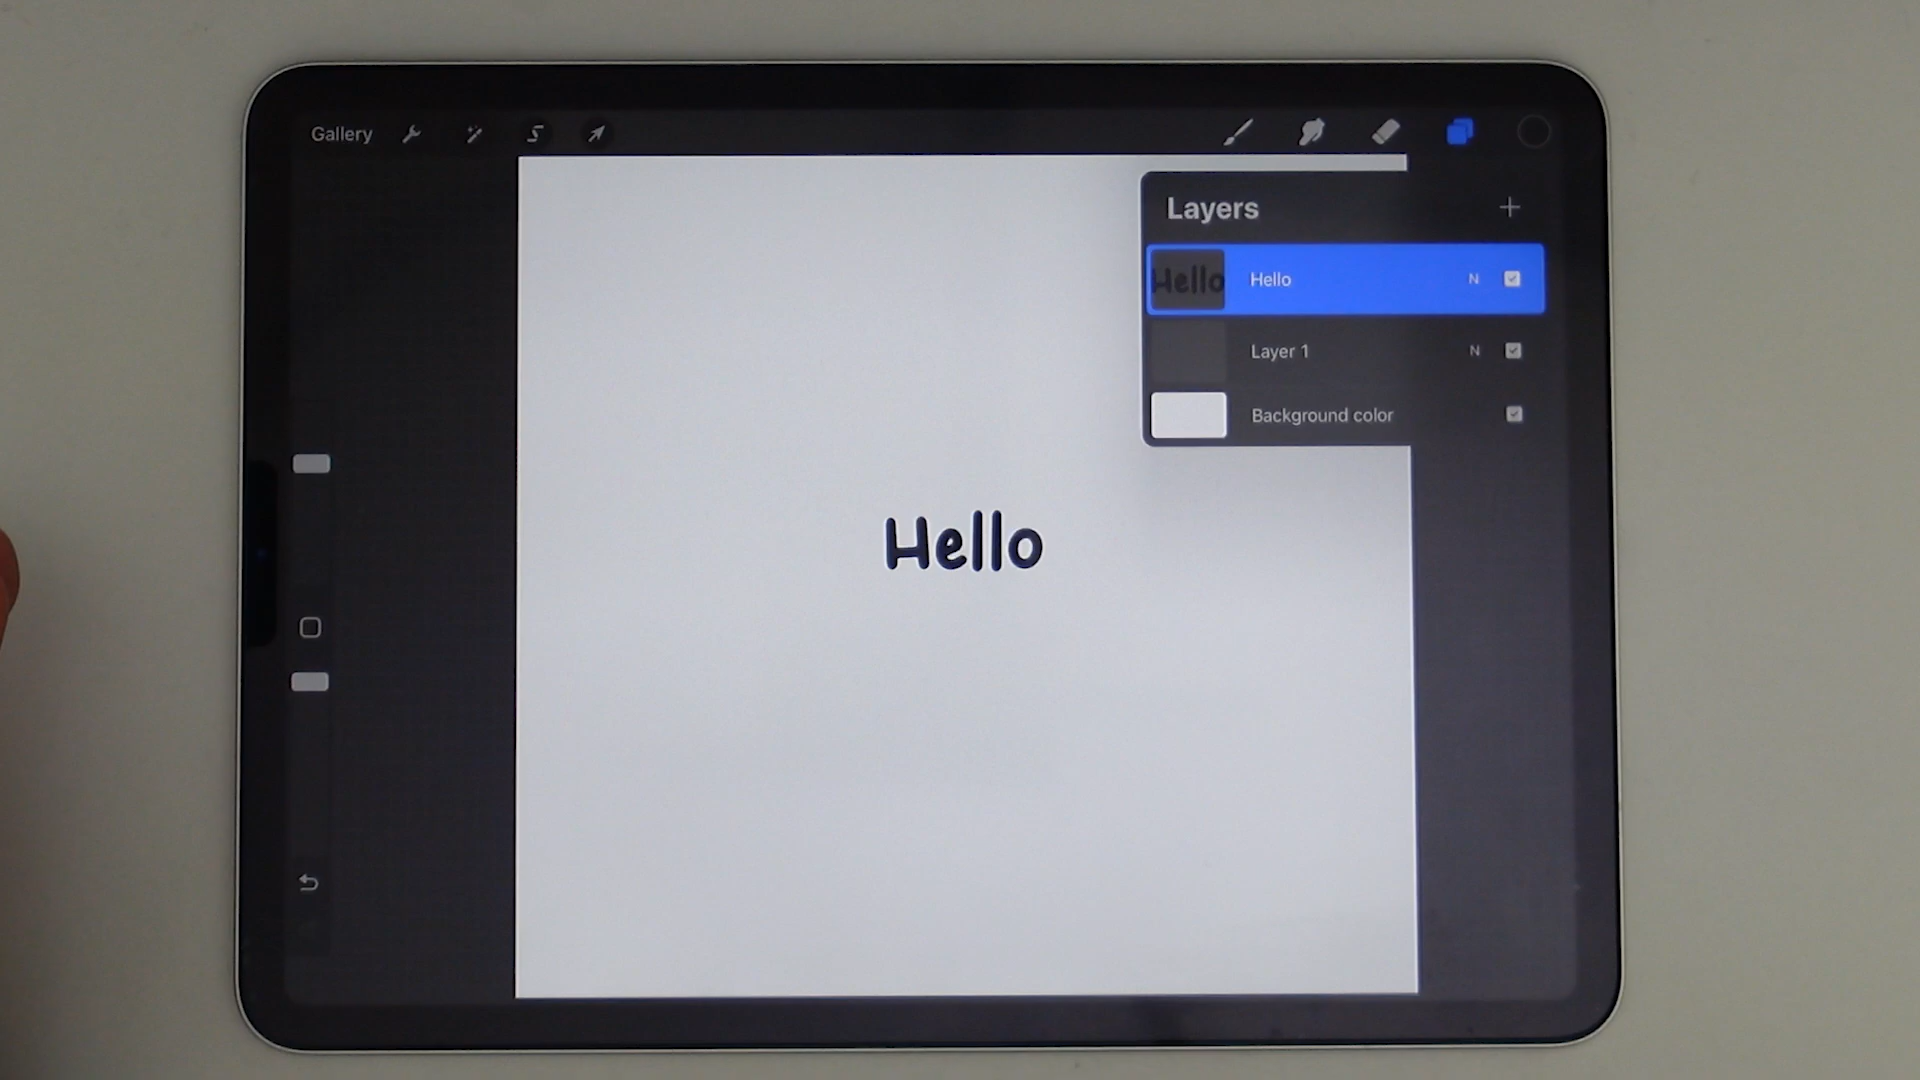 Gallery
Layers
Hello
Hello N
Layer 1 N
Background color
Hello